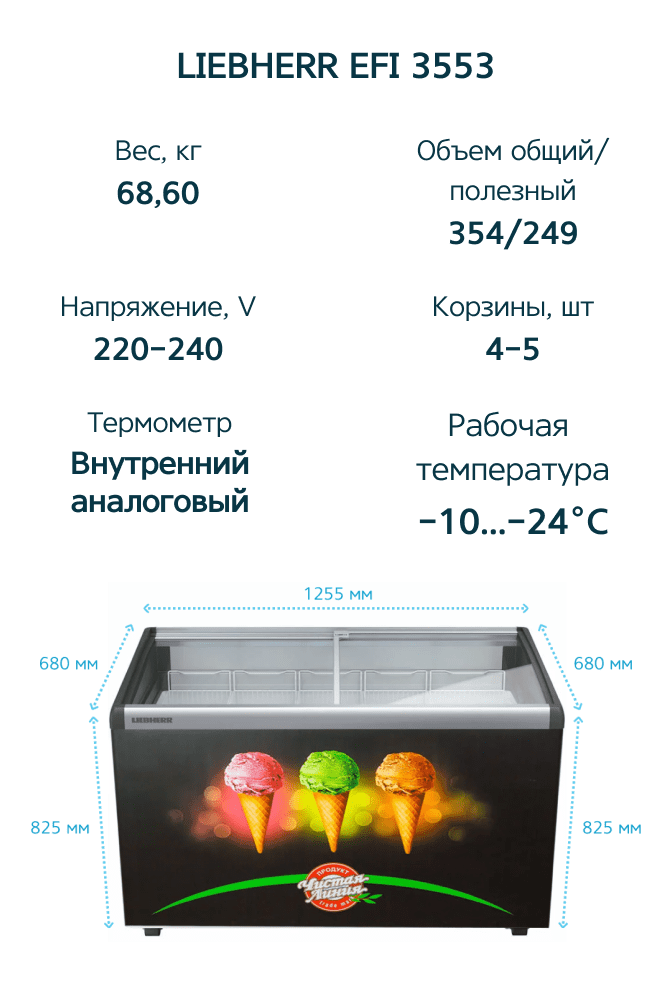 LIEBHERR EFI 3553
Вес, кг
68,60
Объем общий/
полезный
354/249
Напряжение, V
220-240
Корзины, шт
4-5
Термометр
Внутренний
аналоговый
Рабочая
температура
-10...-24°C
1255 мм
680 мм
680 мм
LIEBHERR
825 мм
825 мм
ПРОДУКТ
Чистая
Линия
trade mark